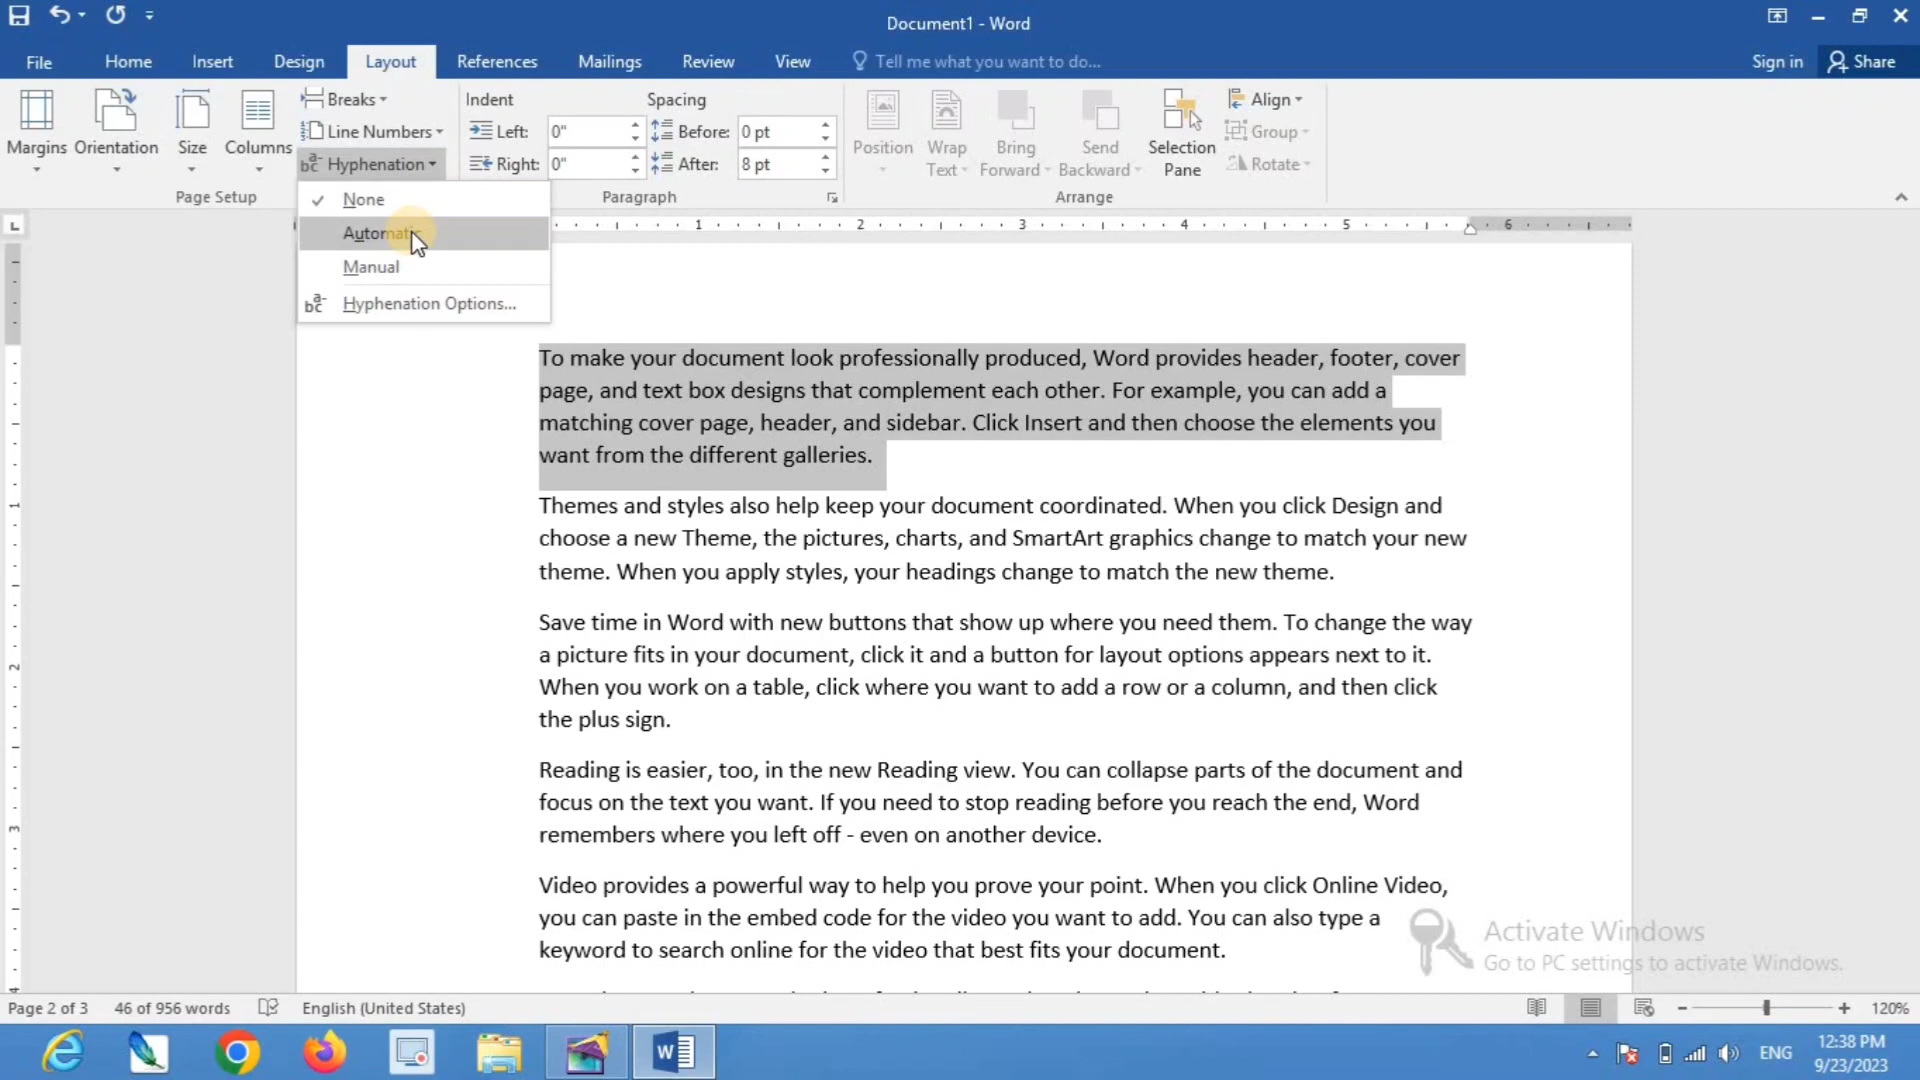 Document1 - Word
File Home Insert Design Layout References Mailings Review View Tell me what you want to do... Sign in Share
Margins Orientation Size Columns
Breaks
Line Numbers
Hyphenation
Page Setup
Indent Spacing
Left: 0" Before: 0 pt
Right: 0" After: 8 pt
Paragraph
Position Wrap Text Bring Forward Send Backward Selection Pane
Align
Group
Rotate
Arrange
None
Automatic
Manual
Hyphenation Options...
L
1 2 3 4 5 6
To make your document look professionally produced, Word provides header, footer, cover
page, and text box designs that complement each other. For example, you can add a
matching cover page, header, and sidebar. Click Insert and then choose the elements you
want from the different galleries.
Themes and styles also help keep your document coordinated. When you click Design and
choose a new Theme, the pictures, charts, and SmartArt graphics change to match your new
theme. When you apply styles, your headings change to match the new theme.
Save time in Word with new buttons that show up where you need them. To change the way
a picture fits in your document, click it and a button for layout options appears next to it.
When you work on a table, click where you want to add a row or a column, and then click
the plus sign.
Reading is easier, too, in the new Reading view. You can collapse parts of the document and
focus on the text you want. If you need to stop reading before you reach the end, Word
remembers where you left off - even on another device.
Video provides a powerful way to help you prove your point. When you click Online Video,
you can paste in the embed code for the video you want to add. You can also type a
keyword to search online for the video that best fits your document.
Activate Windows
Go to PC settings to activate Windows.
Page 2 of 3 46 of 956 words English (United States) 120%
ENG 12:38 PM
9/23/2023